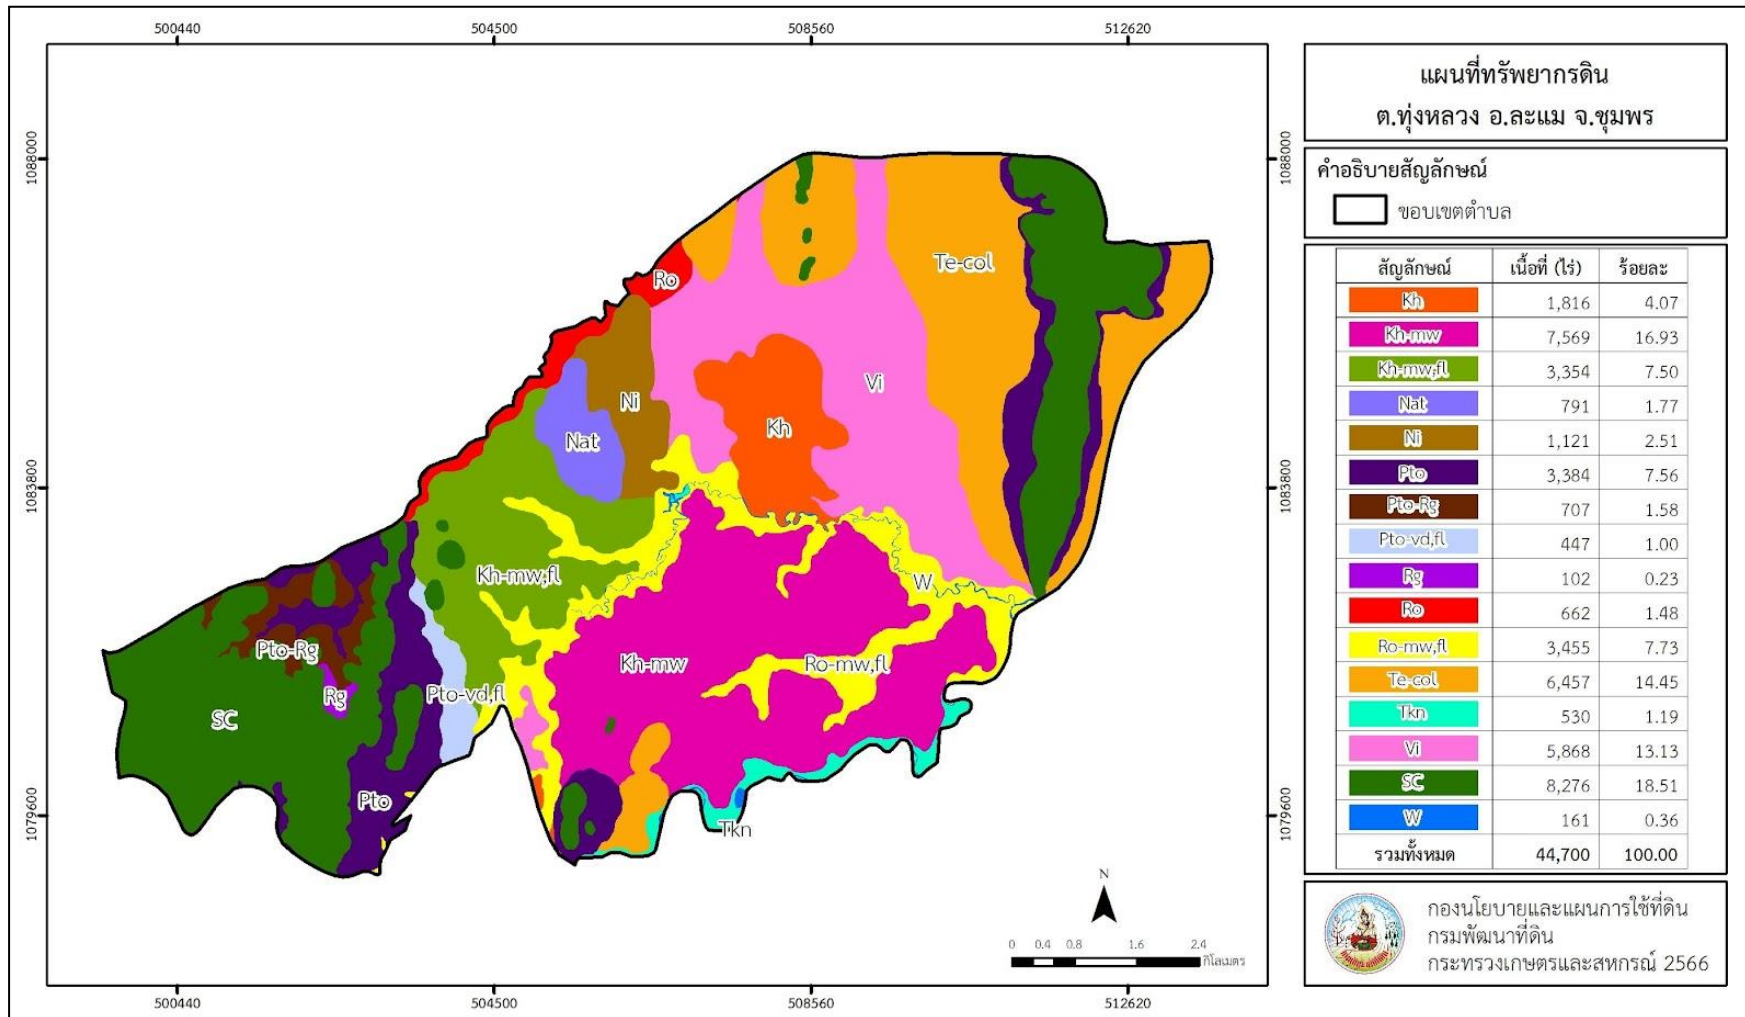 500440 504500 508560 512620
1088000 1088000
1083800 1083800
1079600 1079600
Te-col
Ro
Vi
Ni
Kh
Nat
Kh-mw,fl
W
Pto-Rg
Kh-mw
Ro-mw,fl
Rg
Pto-vd,fl
SC
Pto
Tkn
N
0 0.4 0.8 1.6 2.4
กิโลเมตร
500440 504500 508560 512620
แผนที่ทรัพยากรดิน
ต.ทุ่งหลวง อ.ละแม จ.ชุมพร
คำอธิบายสัญลักษณ์
ขอบเขตตำบล
สัญลักษณ์ เนื้อที่ (ไร่) ร้อยละ
Kh 1,816 4.07
Kh-mw 7,569 16.93
Kh-mw,fl 3,354 7.50
Nat 791 1.77
Ni 1,121 2.51
Pto 3,384 7.56
Pto-Rg 707 1.58
Pto-vd,fl 447 1.00
Rg 102 0.23
Ro 662 1.48
Ro-mw,fl 3,455 7.73
Te-col 6,457 14.45
Tkn 530 1.19
Vi 5,868 13.13
SC 8,276 18.51
W 161 0.36
รวมทั้งหมด 44,700 100.00
กองนโยบายและแผนการใช้ที่ดิน
กรมพัฒนาที่ดิน
กระทรวงเกษตรและสหกรณ์ 2566